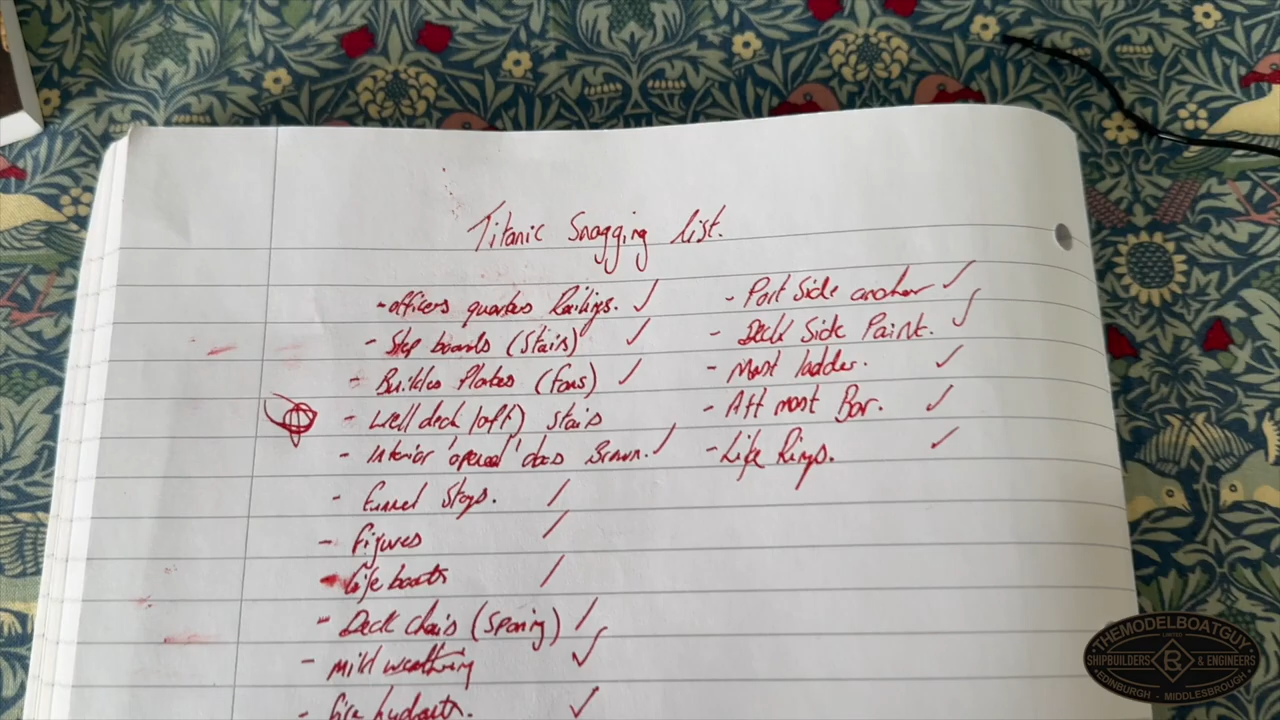 Titanic Snagging list.
- officers quarters Railings. ✓
- Step boards (Stairs) ✓
- Builders Plates (fans) ✓
- Well deck (aft) stairs
- Interior 'opened' doors Brown. ✓
- Funnel Stays. ✓
- Figures ✓
- Life boats ✓
- Deck chairs (Sparing) ✓
- mild weathering ✓
- fire hydrants. ✓
- Port Side anchor ✓
- Deck Side Paint. ✓
- Mast ladder. ✓
- Aft mast Bar. ✓
- Life Rings. ✓
THEMODELBOATGUY
LIMITED
SHIPBUILDERS R & ENGINEERS
EDINBURGH - MIDDLESBROUGH